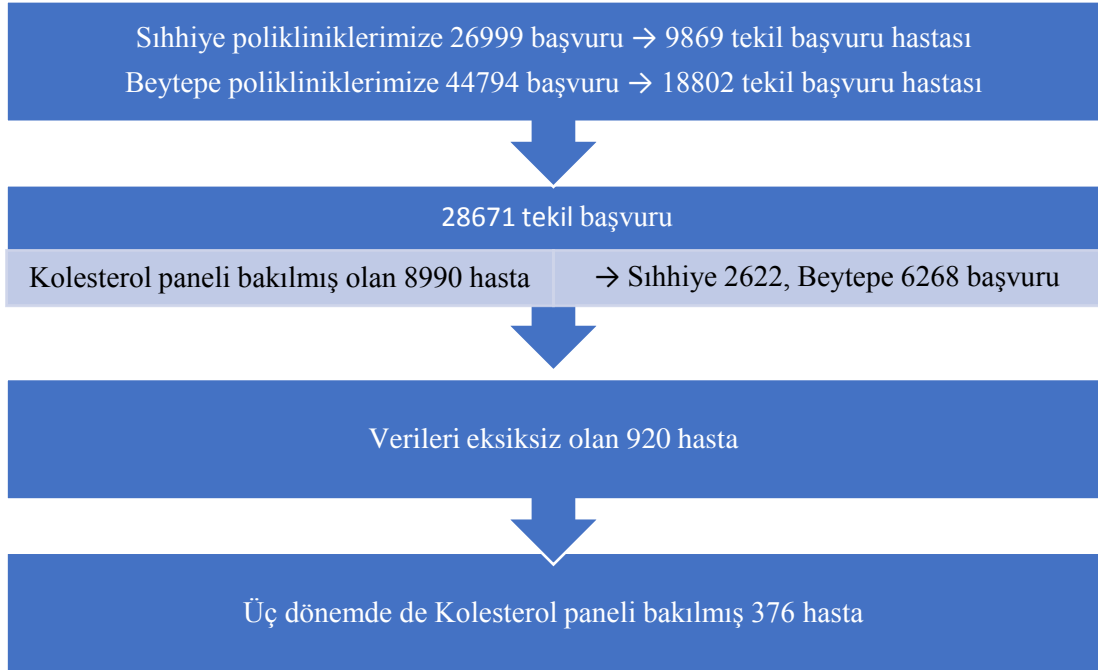 Sıhhiye polikliniklerimize 26999 başvuru → 9869 tekil başvuru hastası
Beytepe polikliniklerimize 44794 başvuru → 18802 tekil başvuru hastası
28671 tekil başvuru
Kolesterol paneli bakılmış olan 8990 hasta
→ Sıhhiye 2622, Beytepe 6268 başvuru
Verileri eksiksiz olan 920 hasta
Üç dönemde de Kolesterol paneli bakılmış 376 hasta